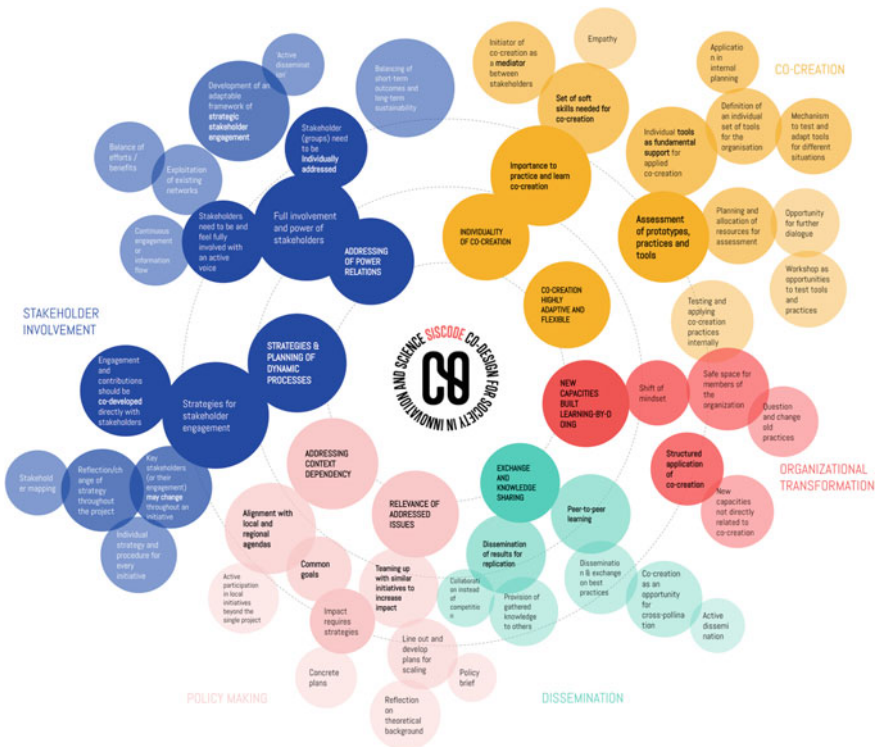 Active
disseminat
ation
Development of an
adaptable
framework of
strategic
stakeholder
engagement
Balancing of
short-term
outcomes and
long-term
sustainability
Stakeholder
(groups) need to
be
Individually
addressed
Balance of
efforts /
benefits
Exploitation
of existing
networks
Continuous
engagement
or
information
flow
Stakeholders
need to be and
feel fully
involved with
an active
voice
Full involvement
and power of
stakeholders
ADDRESSING
OF POWER
RELATIONS
STAKEHOLDER
INVOLVEMENT
STRATEGIES &
PLANNING OF
DYNAMIC
PROCESSES
Engagement
and
contributions
should be
co-developed
directly with
stakeholders
Strategies for
stakeholder
engagement
Stakehold
er mapping
Reflection/ch
ange of
strategy
throughout
the project
Key
stakeholders
(or their
engagement)
may change
throughout an
initiative
Individual
strategy and
procedure for
every
initiative
Initiator of
co-creation as
a mediator
between
stakeholders
Empathy
Set of soft
skills needed for
co-creation
Importance to
practice and learn
co-creation
INDIVIDUALITY
OF CO-CREATION
CO-CREATION
HIGHLY
ADAPTIVE AND
FLEXIBLE
CO-CREATION
Applicatio
n in
internal
planning
Individual tools
as fundamental
support for
applied
co-creation
Definition of
an individual
set of tools
for the
organisation
Mechanism
to test and
adapt tools
for different
situations
Assessment
of prototypes,
practices and
tools
Planning and
allocation of
resources for
assessment
Opportunity
for further
dialogue
Workshop as
opportunities
to test tools
and
practices
Testing and
applying
co-creation
practices
internally
CO
SISCODE CO-DESIGN FOR SOCIETY IN INNOVATION AND SCIENCE
NEW
CAPACITIES
BUILT
LEARNING-BY-D
OING
Shift of
mindset
Safe space for
members of
the
organization
Question
and change
old
practices
Structured
application
of
co-creation
New
capacities
not directly
related to
co-creation
ORGANIZATIONAL
TRANSFORMATION
ADDRESSING
CONTEXT
DEPENDENCY
RELEVANCE OF
ADDRESSED
ISSUES
Alignment with
local and
regional
agendas
Common
goals
Active
participation
in local
initiatives
beyond the
single project
Teaming up
with similar
initiatives to
increase
impact
Impact
requires
strategies
Concrete
plans
Line out and
develop
plans for
scaling
Policy
brief
Reflection
on
theoretical
background
POLICY MAKING
EXCHANGE
AND
KNOWLEDGE
SHARING
Peer-to-peer
learning
Dissemination
of results for
replication
Collaborati
on instead
of
competitio
n
Provision of
gathered
knowledge
to others
Disseminatio
n & exchange
on best
practices
Co-creation
as an
opportunity
for
cross-pollina
tion
Active
dissemi
nation
DISSEMINATION